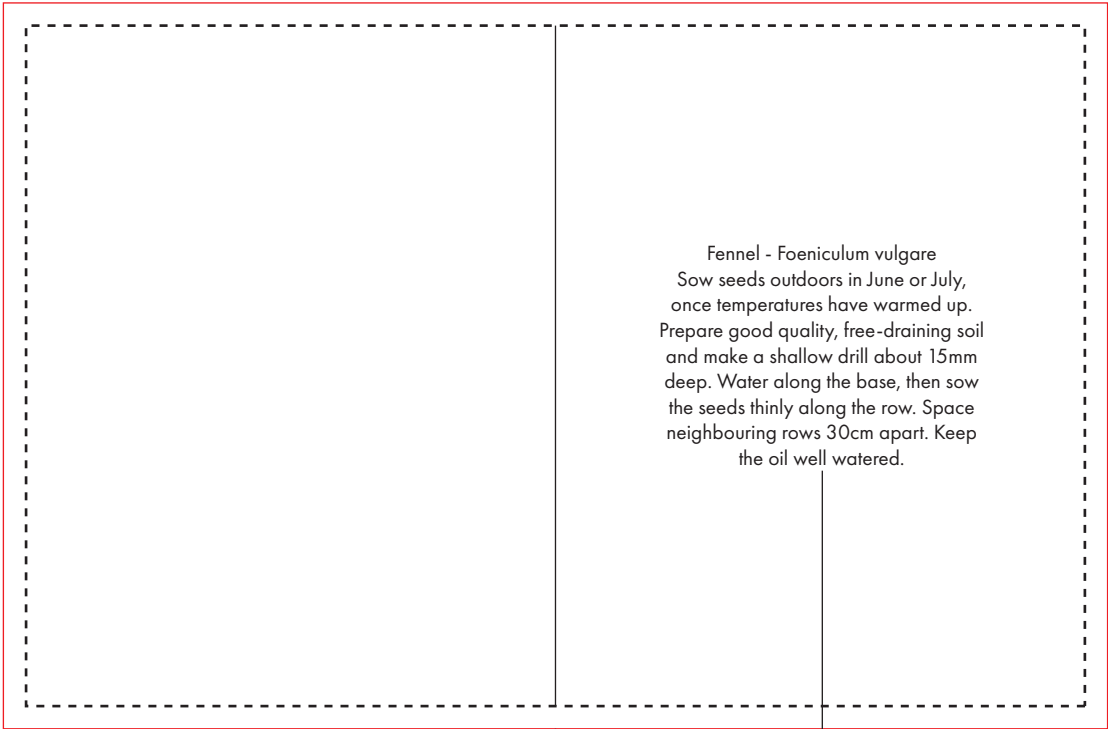 Fennel - Foeniculum vulgare
Sow seeds outdoors in June or July,
once temperatures have warmed up.
Prepare good quality, free-draining soil
and make a shallow drill about 15mm
deep. Water along the base, then sow
the seeds thinly along the row. Space
neighbouring rows 30cm apart. Keep
the oil well watered.